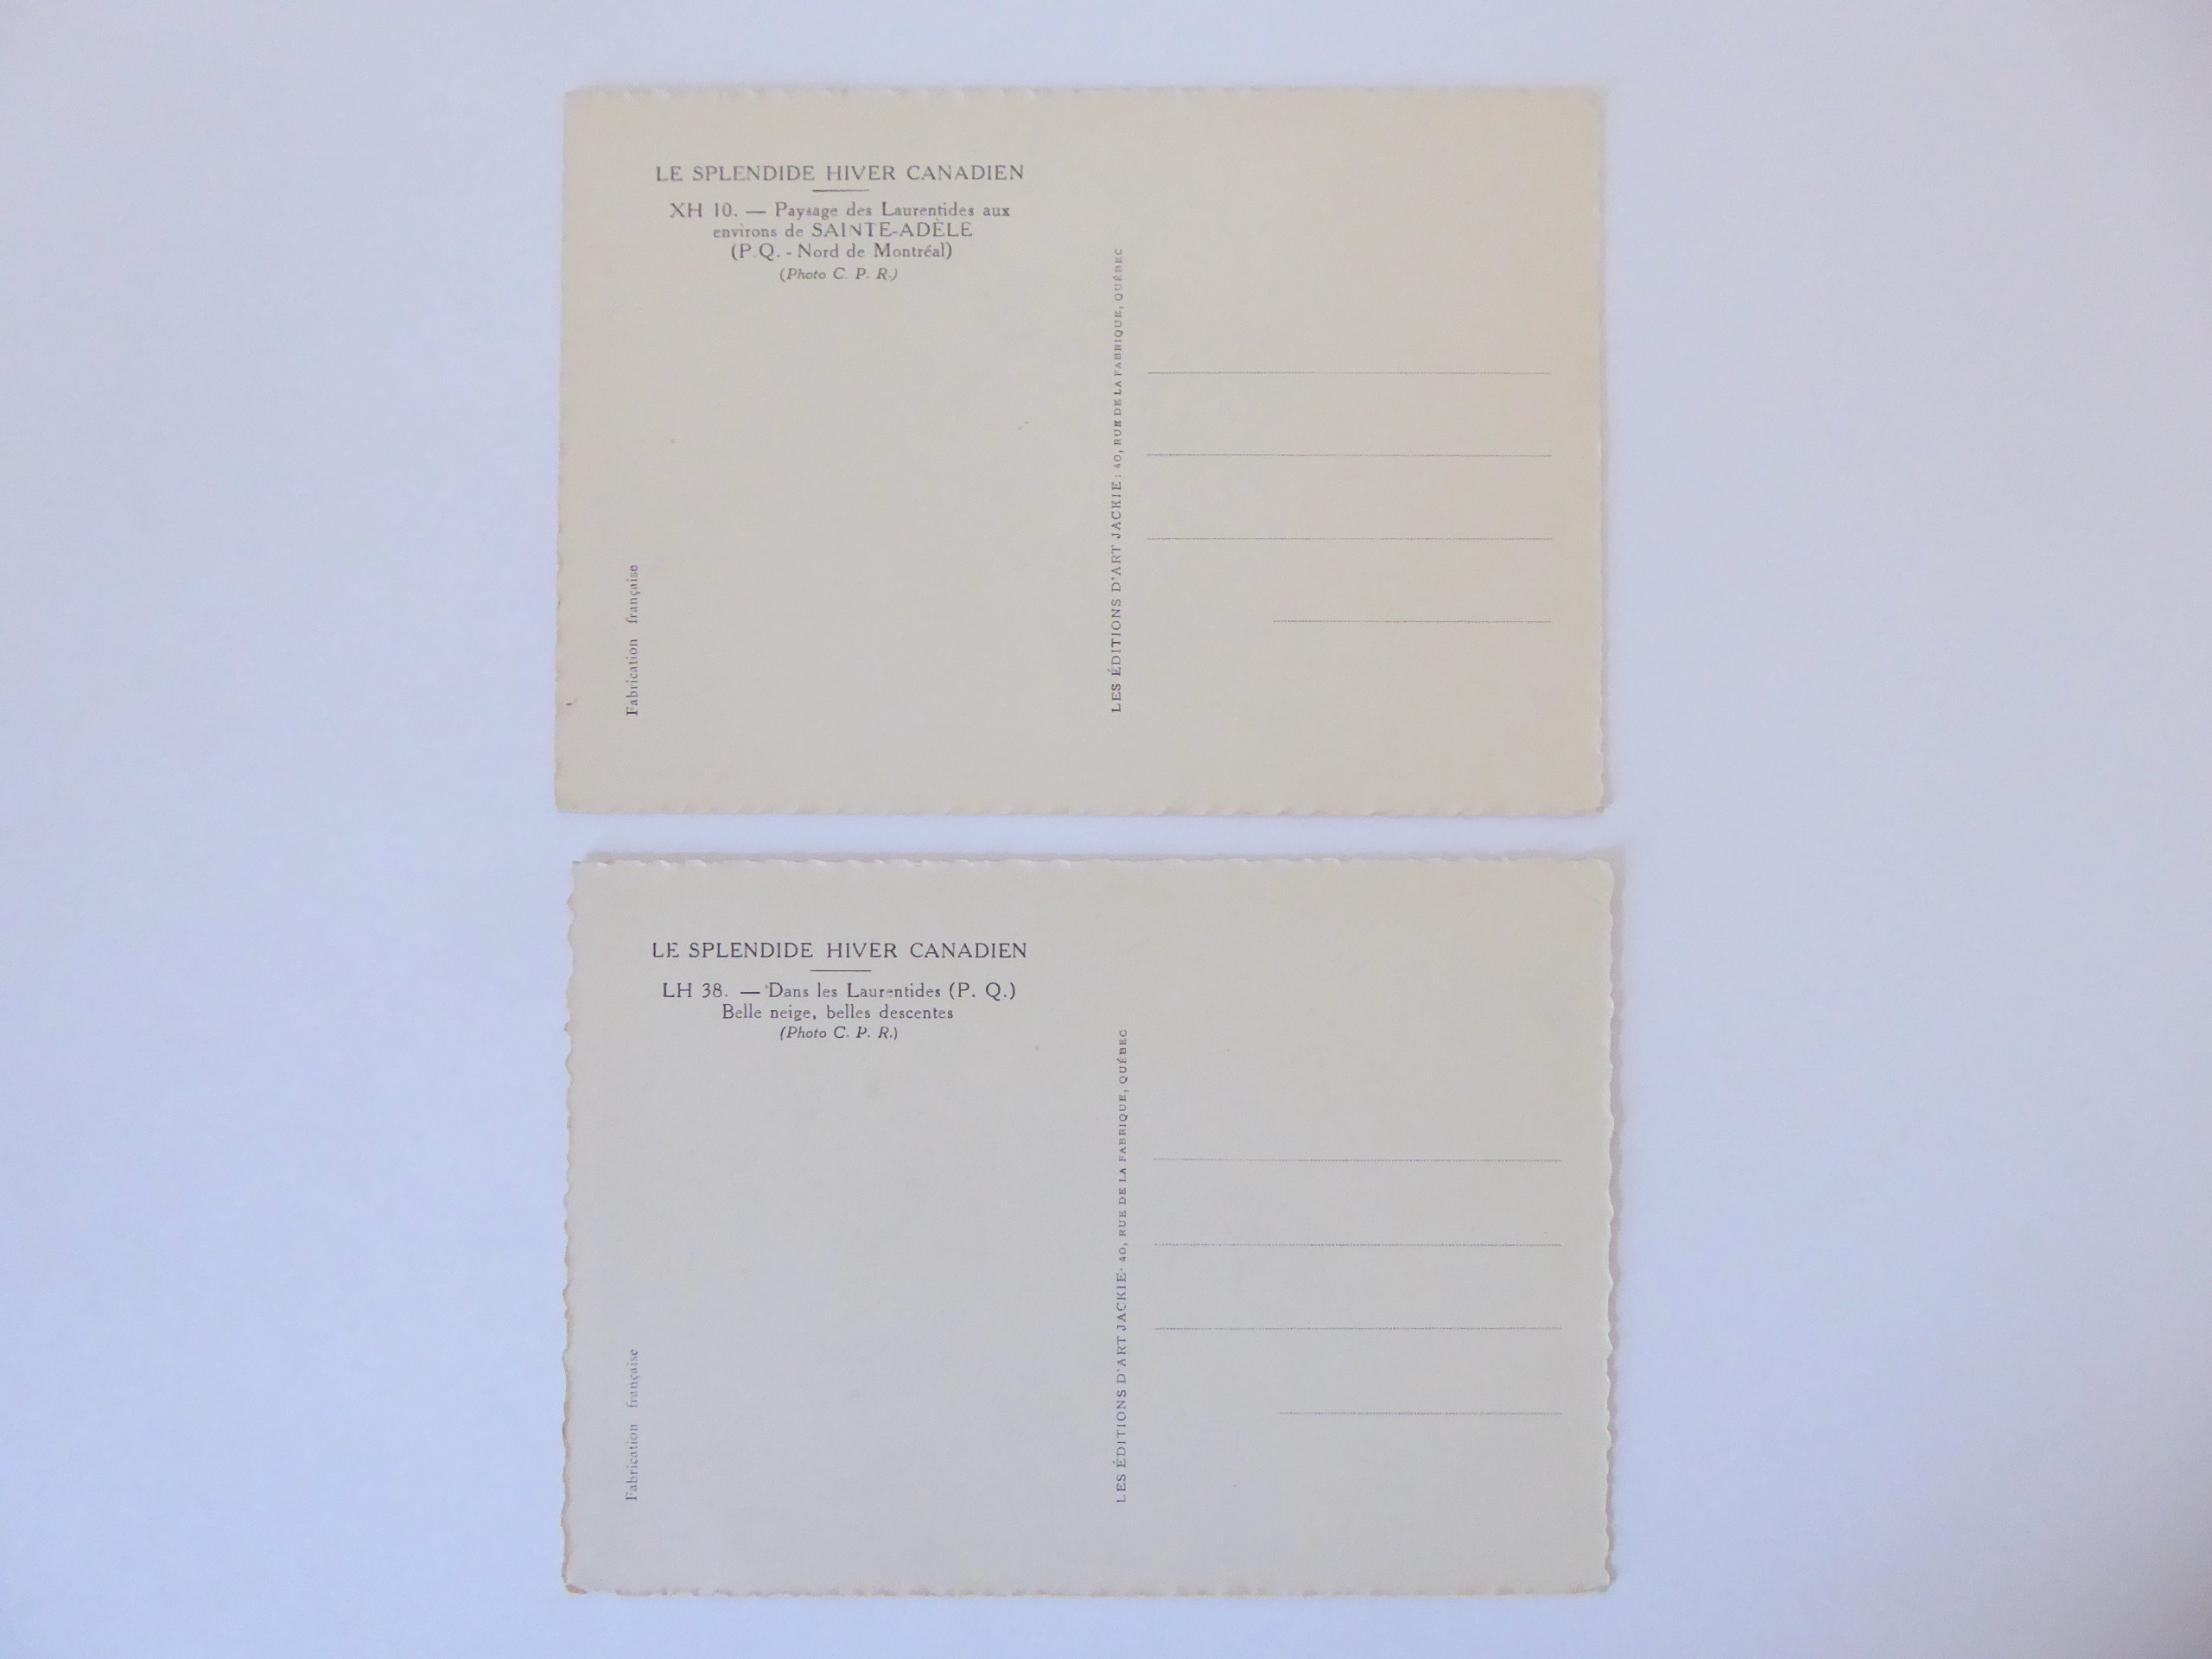 LE SPLENDIDE HIVER CANADIEN
XH 10. — Paysage des Laurentides aux
environs de SAINTE-ADÈLE
(P.Q. - Nord de Montréal)
(Photo C. P. R.)
Fabrication française
LES ÉDITIONS D'ART JACKIE : 40, RUE DE LA FABRIQUE, QUÉBEC
LE SPLENDIDE HIVER CANADIEN
LH 38. — Dans les Laurentides (P. Q.)
Belle neige, belles descentes
(Photo C. P. R.)
Fabrication française
LES ÉDITIONS D'ART JACKIE · 40, RUE DE LA FABRIQUE, QUÉBEC